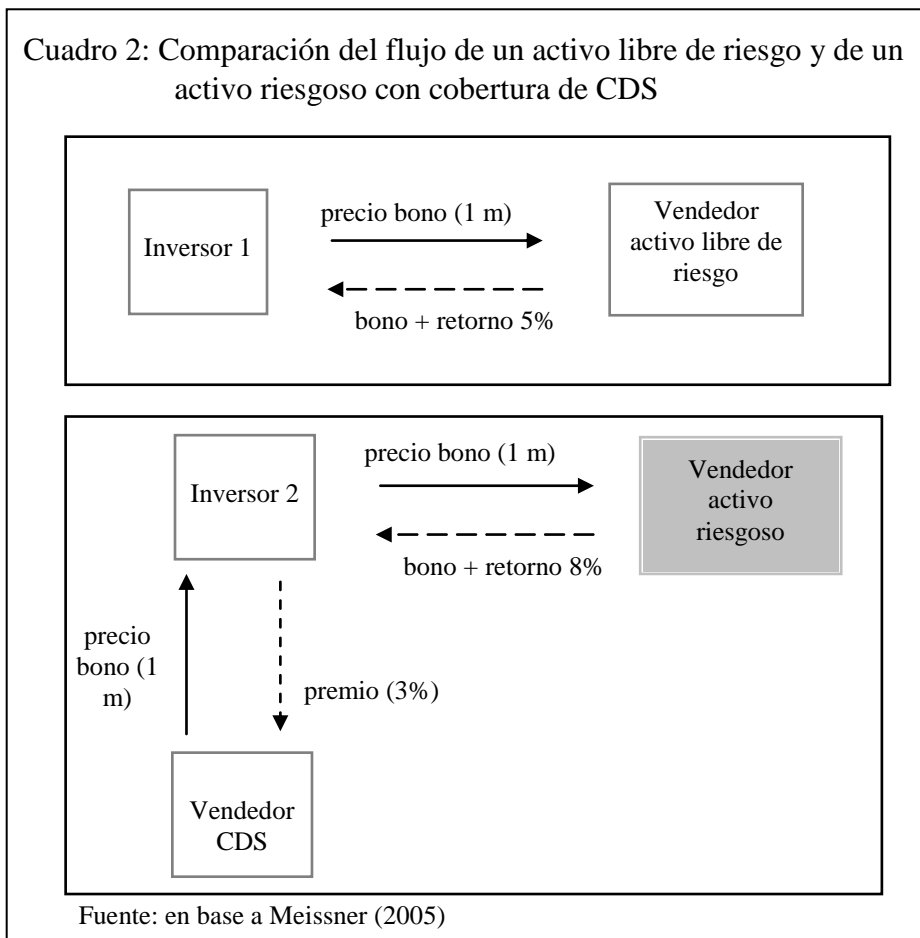 Cuadro 2: Comparación del flujo de un activo libre de riesgo y de un
activo riesgoso con cobertura de CDS
Inversor 1
precio bono (1 m)
bono + retorno 5%
Vendedor
activo libre de
riesgo
Inversor 2
precio bono (1 m)
bono + retorno 8%
Vendedor
activo
riesgoso
precio
bono (1
m)
premio (3%)
Vendedor
CDS
Fuente: en base a Meissner (2005)